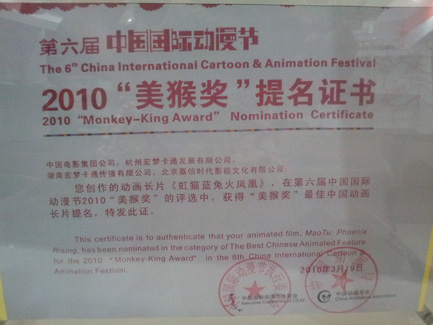 第六届 中国国际动漫节
The 6th China International Cartoon & Animation Festival
2010 “美猴奖”提名证书
2010 “Monkey-King Award” Nomination Certificate
中国电影集团公司，杭州宏梦卡通发展有限公司，
湖南宏梦卡通传播有限公司，北京嘉信时代影视文化有限公司：
您创作的动画长片《虹猫蓝兔火凤凰》，在第六届中国国际
动漫节2010“美猴奖”的评选中，获得“美猴奖”最佳中国动画
长片提名，特发此证。
This certificate is to authenticate that your animated film, MaoTu: Phoenix
Rising, has been nominated in the category of The Best Chinese Animated Feature
for the 2010 “Monkey-King Award” in the 6th China International Cartoon &
Animation Festival.
2010年3月9日